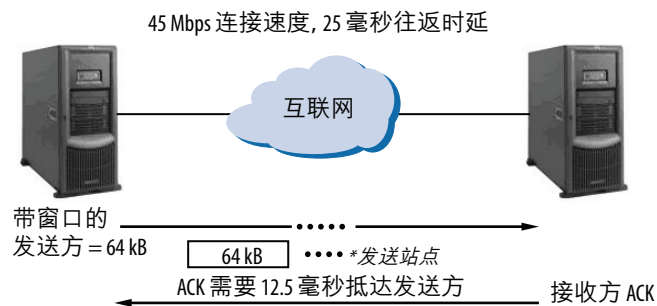 45 Mbps 连接速度, 25 毫秒往返时延
互联网
带窗口的
发送方 = 64 kB
64 kB
*发送站点
ACK 需要 12.5 毫秒抵达发送方
接收方 ACK